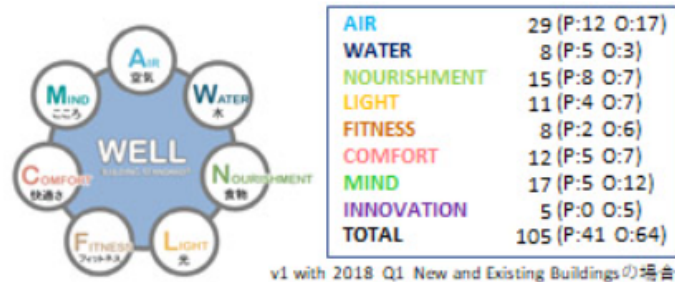 AIR
空気
MIND
こころ
WATER
水
WELL
BUILDING STANDARD
COMFORT
快適さ
NOURISHMENT
食物
FITNESS
フィットネス
LIGHT
光
AIR 29 (P:12 O:17)
WATER 8 (P:5 O:3)
NOURISHMENT 15 (P:8 O:7)
LIGHT 11 (P:4 O:7)
FITNESS 8 (P:2 O:6)
COMFORT 12 (P:5 O:7)
MIND 17 (P:5 O:12)
INNOVATION 5 (P:0 O:5)
TOTAL 105 (P:41 O:64)
v1 with 2018 Q1 New and Existing Buildingsの場合